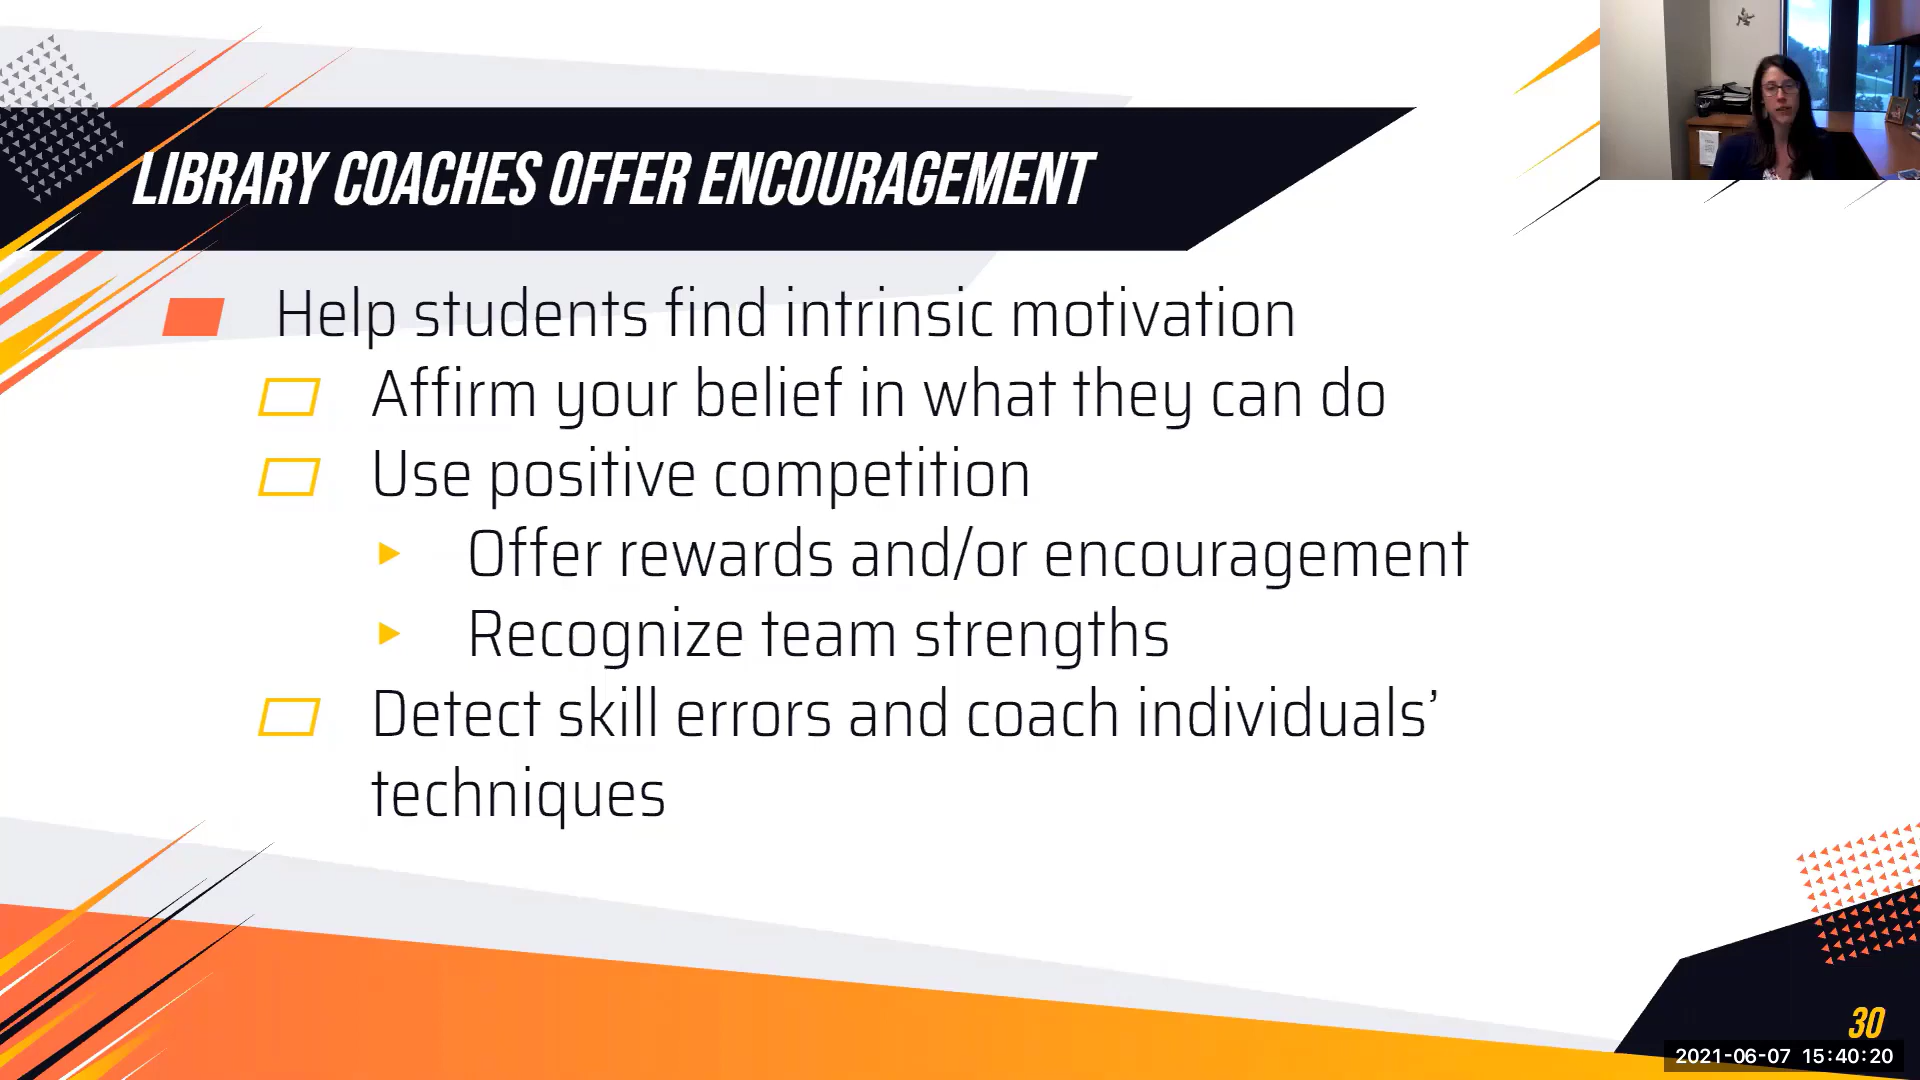 LIBRARY COACHES OFFER ENCOURAGEMENT
Help students find intrinsic motivation
Affirm your belief in what they can do
Use positive competition
Offer rewards and/or encouragement
Recognize team strengths
Detect skill errors and coach individuals’
techniques
30
2021-06-07 15:40:20